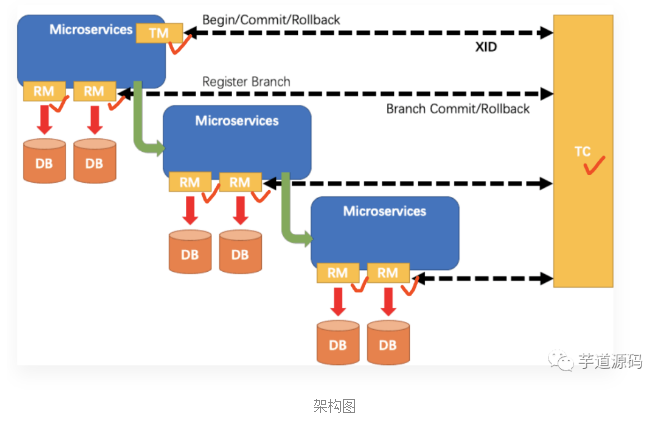 Begin/Commit/Rollback
Microservices
TM
XID
Register Branch
RM
RM
Branch Commit/Rollback
Microservices
DB
DB
TC
RM
RM
Microservices
DB
DB
RM
RM
DB
DB
芋道源码
架构图